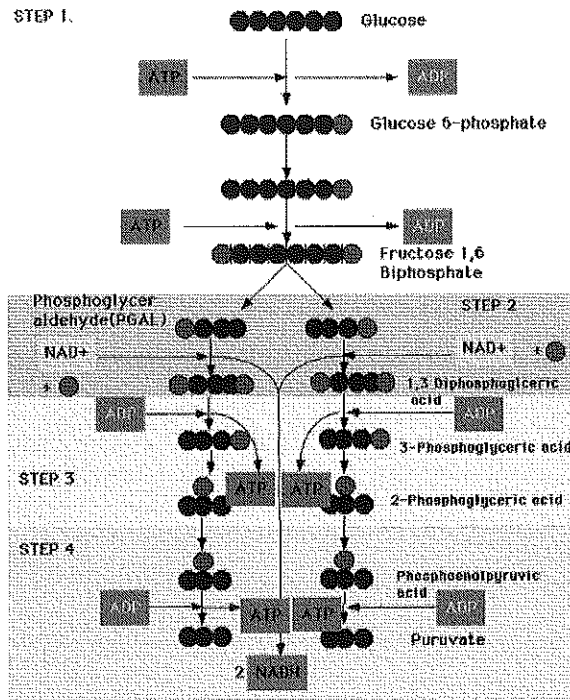 STEP 1.
Glucose
ATP
ADP
Glucose 6-phosphate
ATP
ADP
Fructose 1,6
Biphosphate
Phosphoglycer
aldehyde(PGAL)
STEP 2
NAD+
NAD+ +
+
1,3 Diphosphoglceric
acid
ADP
ADP
3-Phosphoglyceric acid
STEP 3
ATP
ATP
2-Phosphoglyceric acid
STEP 4
Phosphoenolpyruvic
acid
ADP
ATP
ATP
ADP
Puruvate
2 NADH